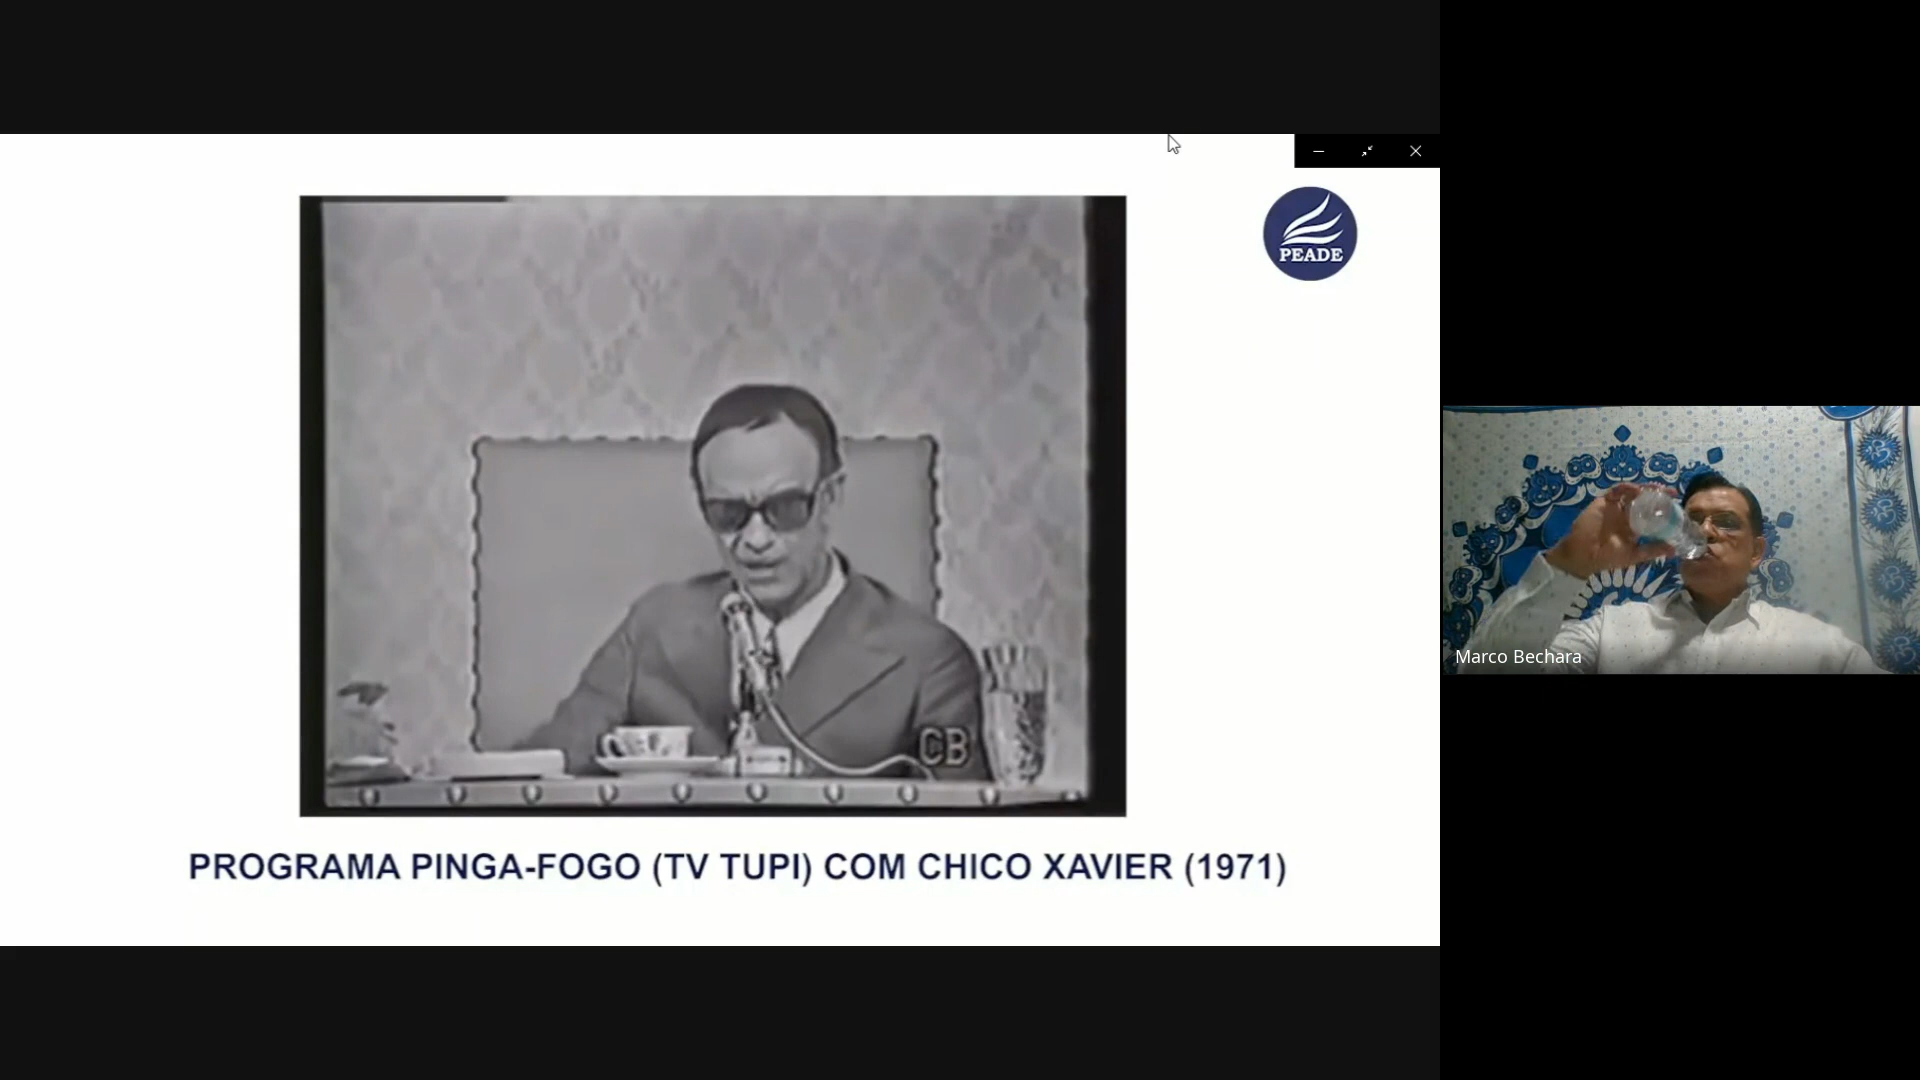 PEADE
CB
PROGRAMA PINGA-FOGO (TV TUPI) COM CHICO XAVIER (1971)
Marco Bechara